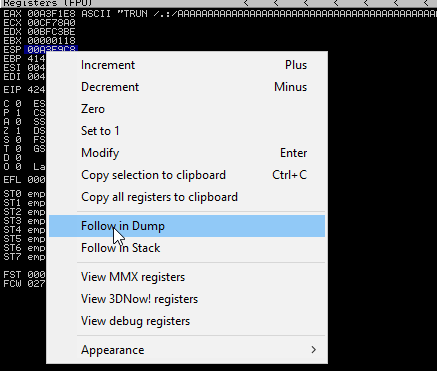 Registers (FPU) < < < < <
EAX 00A3F1E8 ASCII "TRUN /.:/AAAAAAAAAAAAAAAAAAAAAAAAAAAAAAAAAAA
ECX 00CF78A0
EDX 00BFC3BE
EBX 00000118
ESP 00A3F9C8
EBP 414
ESI 004
EDI 004
EIP 424
C 0 ES
P 1 CS
A 0 SS
Z 1 DS
S 0 FS
T 0 GS
D 0
O 0 La
EFL 000
ST0 emp
ST1 emp
ST2 emp
ST3 emp
ST4 emp
ST5 emp
ST6 emp
ST7 emp
FST 000
FCW 027
Increment Plus
Decrement Minus
Zero
Set to 1
Modify Enter
Copy selection to clipboard Ctrl+C
Copy all registers to clipboard
Follow in Dump
Follow in Stack
View MMX registers
View 3DNow! registers
View debug registers
Appearance >